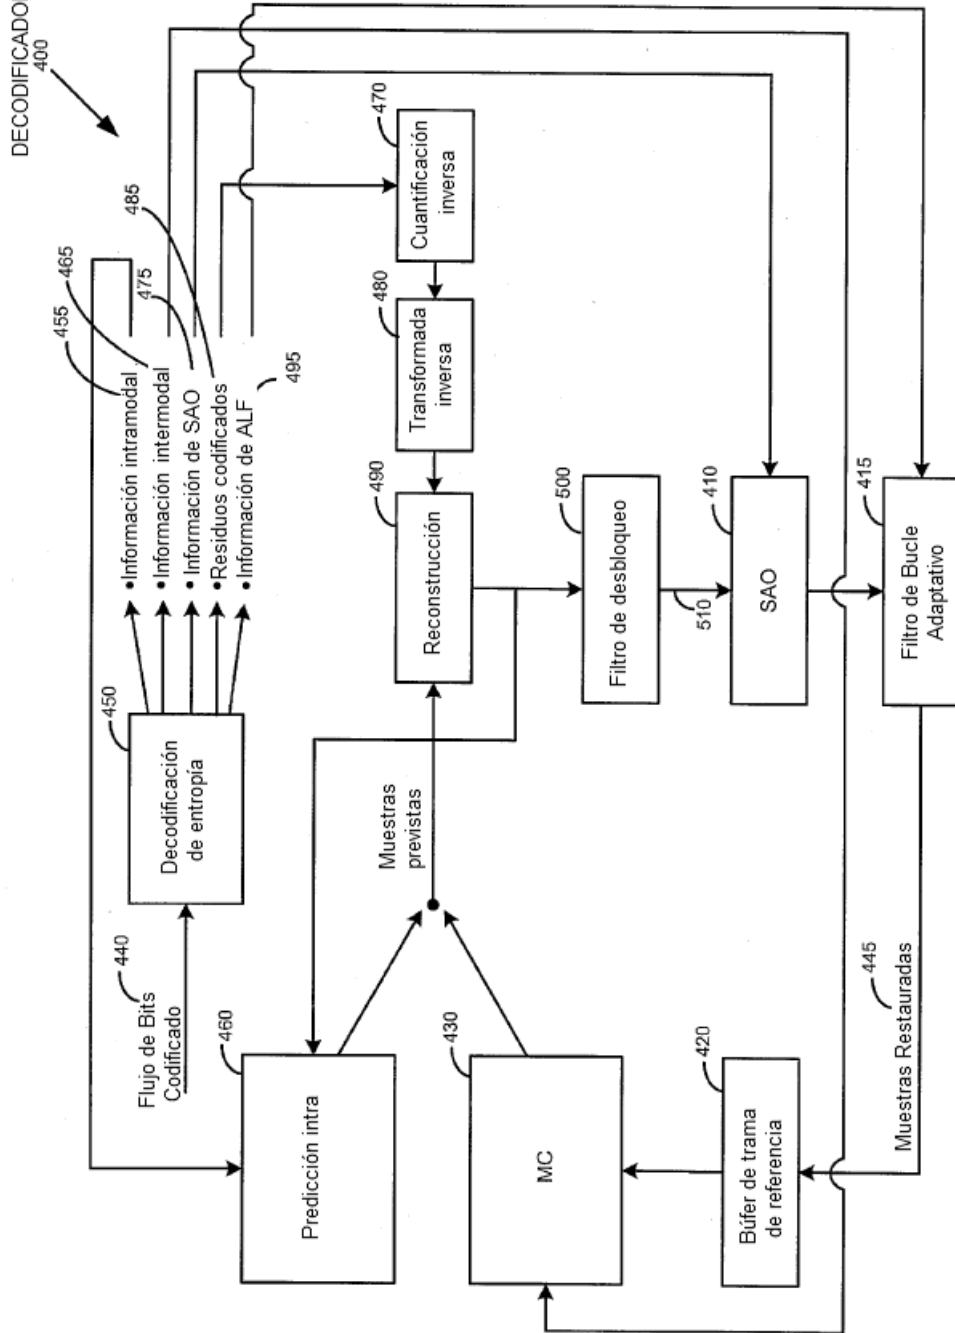 DECODIFICADOR
400
Flujo de Bits
Codificado
440
Decodificación
de entropía
450
•Información intramodal
•Información intermodal
•Información de SAO
•Residuos codificados
•Información de ALF
455
465
475
485
495
Predicción intra
460
Muestras
previstas
Reconstrucción
490
Transformada
inversa
480
Cuantificación
inversa
470
MC
430
Filtro de desbloqueo
500
510
Búfer de trama
de referencia
420
SAO
410
Muestras Restauradas
445
Filtro de Bucle
Adaptativo
415